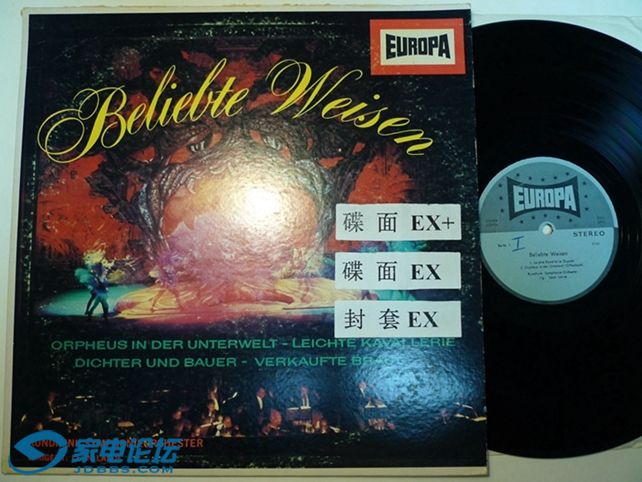 EUROPA
Beliebte Weisen
碟 面 EX+
碟 面 EX
封 套 EX
ORPHEUS IN DER UNTERWELT - LEICHTE KAVALLERIE
DICHTER UND BAUER - VERKAUFTE
家电论坛
JDBBS.COM
EUROPA
STEREO
I
Beliebte Weisen